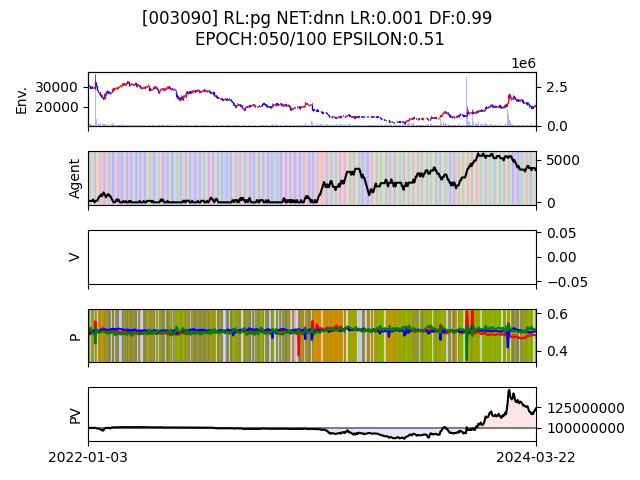 [003090] RL:pg NET:dnn LR:0.001 DF:0.99
EPOCH:050/100 EPSILON:0.51
1e6
Env.
30000
20000
2.5
0.0
Agent
5000
0
V
0.05
0.00
−0.05
P
0.6
0.4
PV
125000000
100000000
2022-01-03
2024-03-22